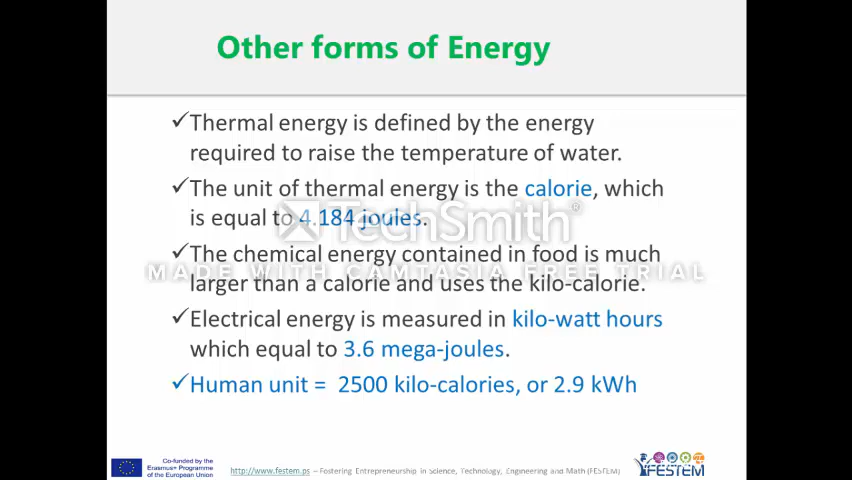 Other forms of Energy
✓Thermal energy is defined by the energy
required to raise the temperature of water.
✓The unit of thermal energy is the calorie, which
is equal to 4.184 joules.
TechSmith®
✓The chemical energy contained in food is much
MADE WITH CAMTASIA FREE TRIAL
larger than a calorie and uses the kilo-calorie.
✓Electrical energy is measured in kilo-watt hours
which equal to 3.6 mega-joules.
✓Human unit = 2500 kilo-calories, or 2.9 kWh
Co-funded by the
Erasmus+ Programme
of the European Union
http://www.festem.ps – Fostering Entrepreneurship in Science, Technology, Engineering and Math (FESTEM)
FESTEM